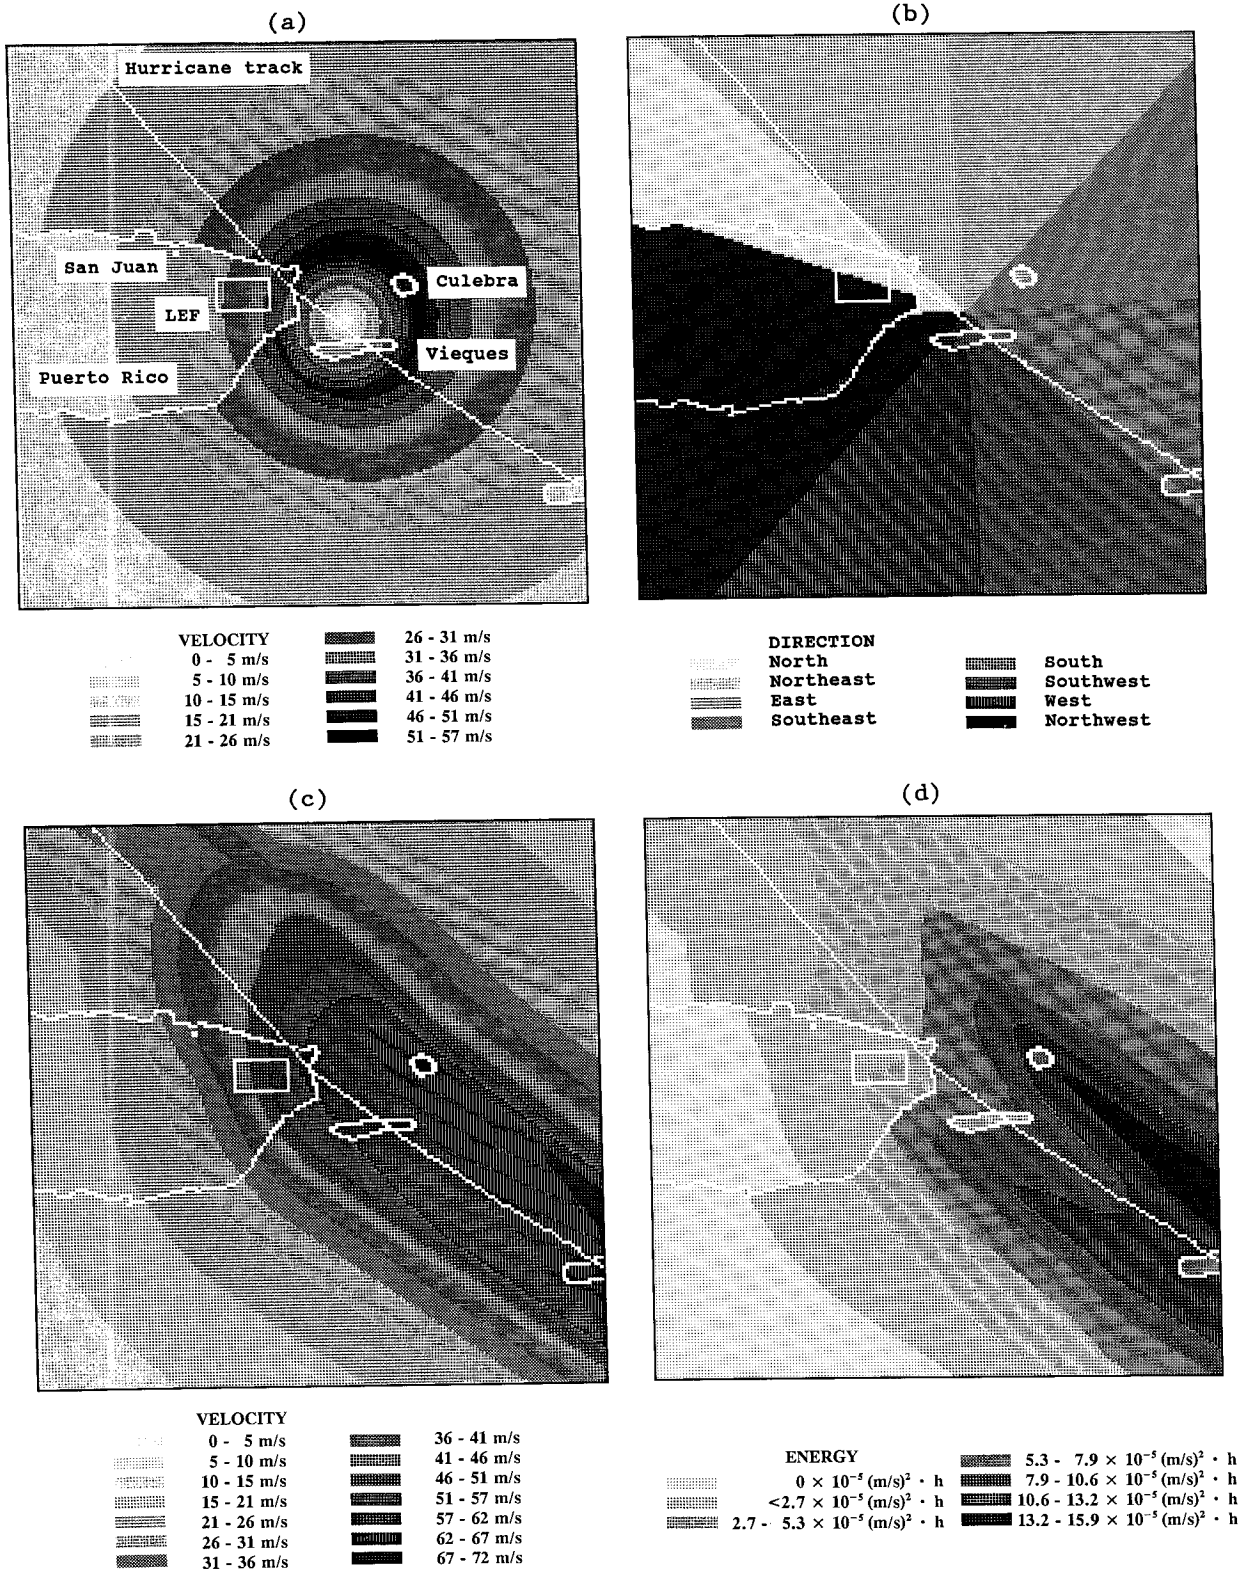 (a)
(b)
Hurricane track
San Juan
Culebra
LEF
Vieques
Puerto Rico
VELOCITY
0 - 5 m/s
5 - 10 m/s
10 - 15 m/s
15 - 21 m/s
21 - 26 m/s
26 - 31 m/s
31 - 36 m/s
36 - 41 m/s
41 - 46 m/s
46 - 51 m/s
51 - 57 m/s
DIRECTION
North
Northeast
East
Southeast
South
Southwest
West
Northwest
(c)
(d)
VELOCITY
0 - 5 m/s
5 - 10 m/s
10 - 15 m/s
15 - 21 m/s
21 - 26 m/s
26 - 31 m/s
31 - 36 m/s
36 - 41 m/s
41 - 46 m/s
46 - 51 m/s
51 - 57 m/s
57 - 62 m/s
62 - 67 m/s
67 - 72 m/s
ENERGY
0 × 10⁻⁵ (m/s)² · h
<2.7 × 10⁻⁵ (m/s)² · h
2.7 - 5.3 × 10⁻⁵ (m/s)² · h
5.3 - 7.9 × 10⁻⁵ (m/s)² · h
7.9 - 10.6 × 10⁻⁵ (m/s)² · h
10.6 - 13.2 × 10⁻⁵ (m/s)² · h
13.2 - 15.9 × 10⁻⁵ (m/s)² · h